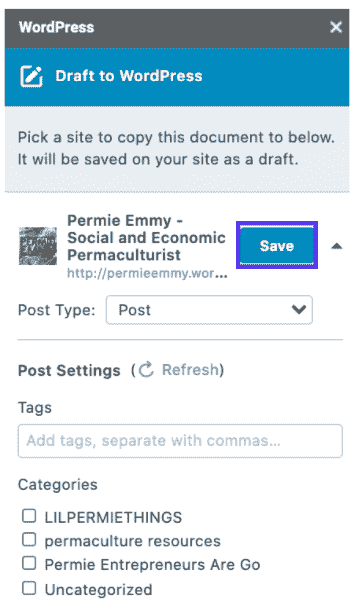 WordPress
Draft to WordPress
Pick a site to copy this document to below.
It will be saved on your site as a draft.
Permie Emmy -
Social and Economic
Permaculturist
http://permieemmy.wor...
Save
Post Type: Post
Post Settings ( Refresh)
Tags
Add tags, separate with commas...
Categories
LILPERMIETHINGS
permaculture resources
Permie Entrepreneurs Are Go
Uncategorized